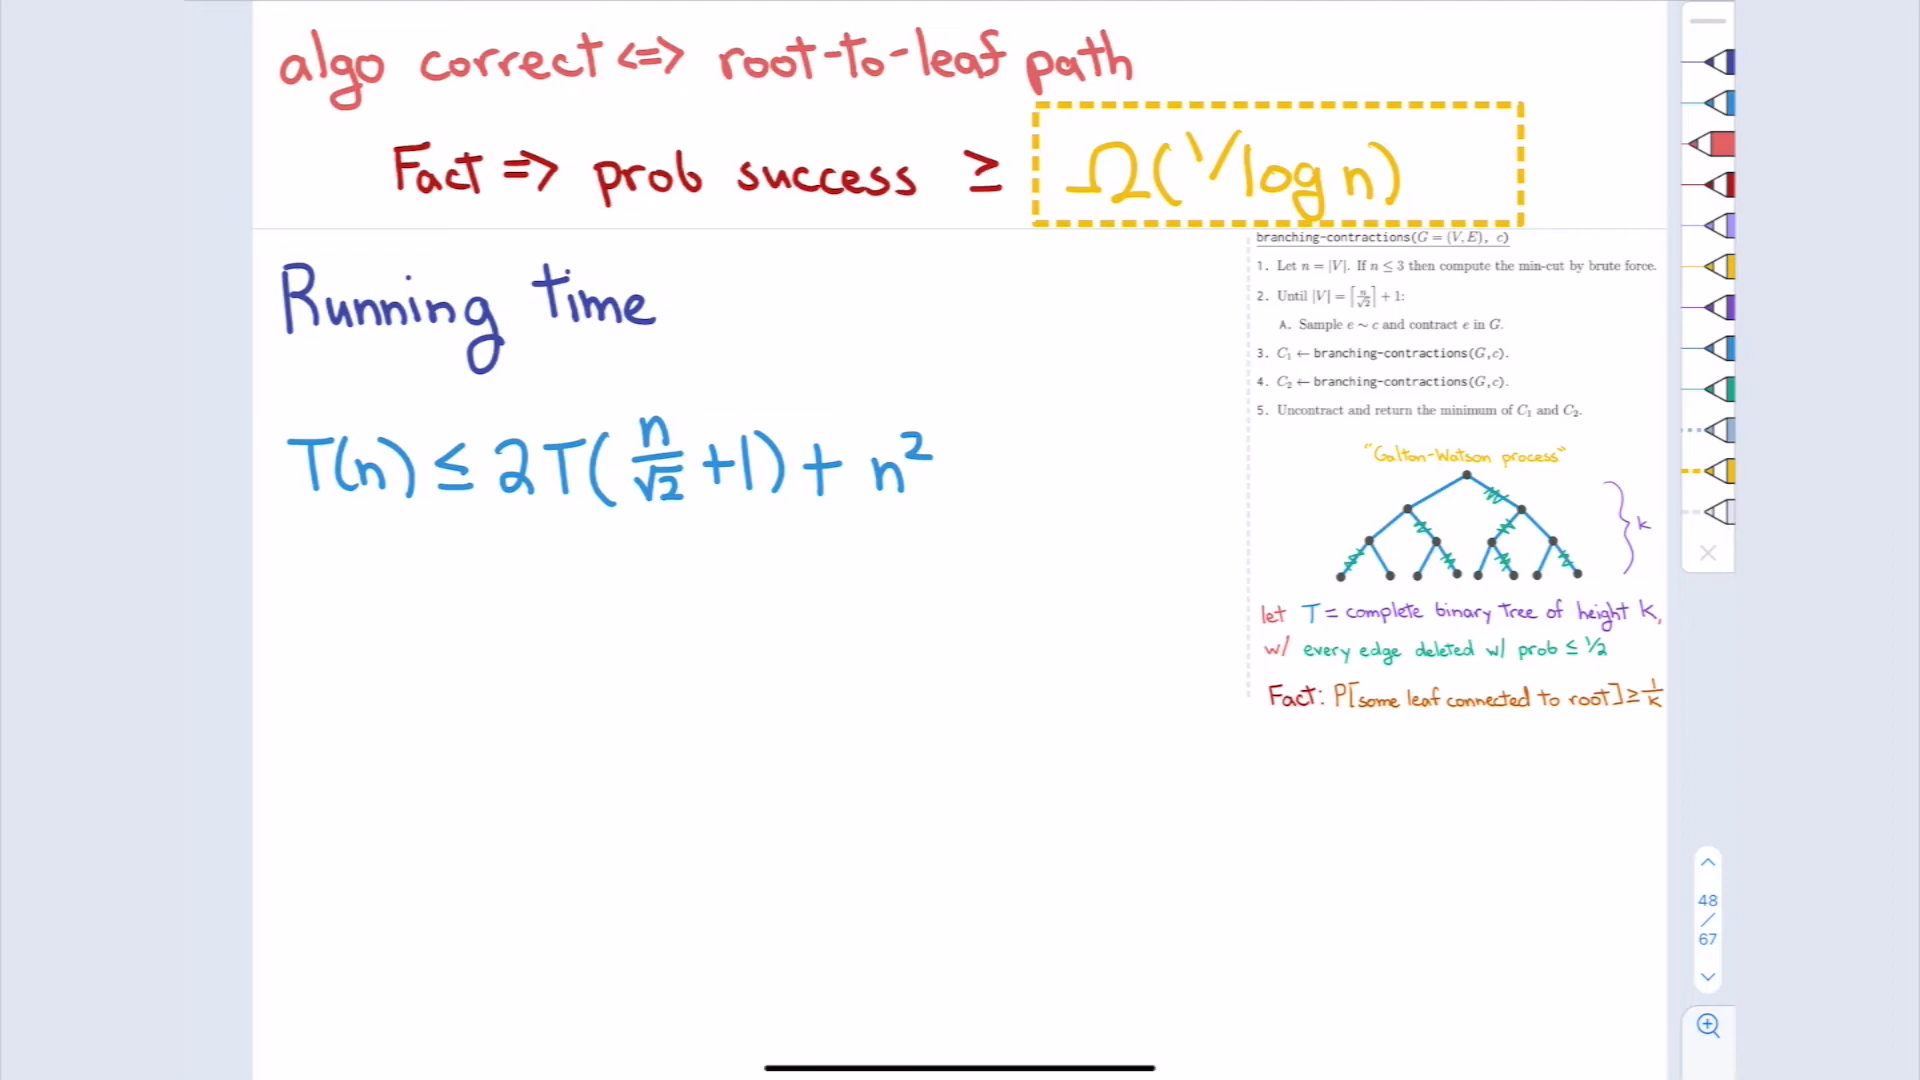 algo correct <=> root-to-leaf path
Fact => prob success ≥ Ω(1/log n)
Running time
T(n) ≤ 2T(n/√2 +1) + n²
branching-contractions(G = (V, E), c)
1. Let n = |V|. If n ≤ 3 then compute the min-cut by brute force.
2. Until |V| = ⌈n/√2⌉ + 1:
A. Sample e ∼ c and contract e in G.
3. C₁ ← branching-contractions(G,c).
4. C₂ ← branching-contractions(G,c).
5. Uncontract and return the minimum of C₁ and C₂.
"Galton-Watson process"
k
let T = complete binary tree of height k,
w/ every edge deleted w/ prob ≤ 1/2
Fact: P[some leaf connected to root] ≥ 1/k
48
/
67